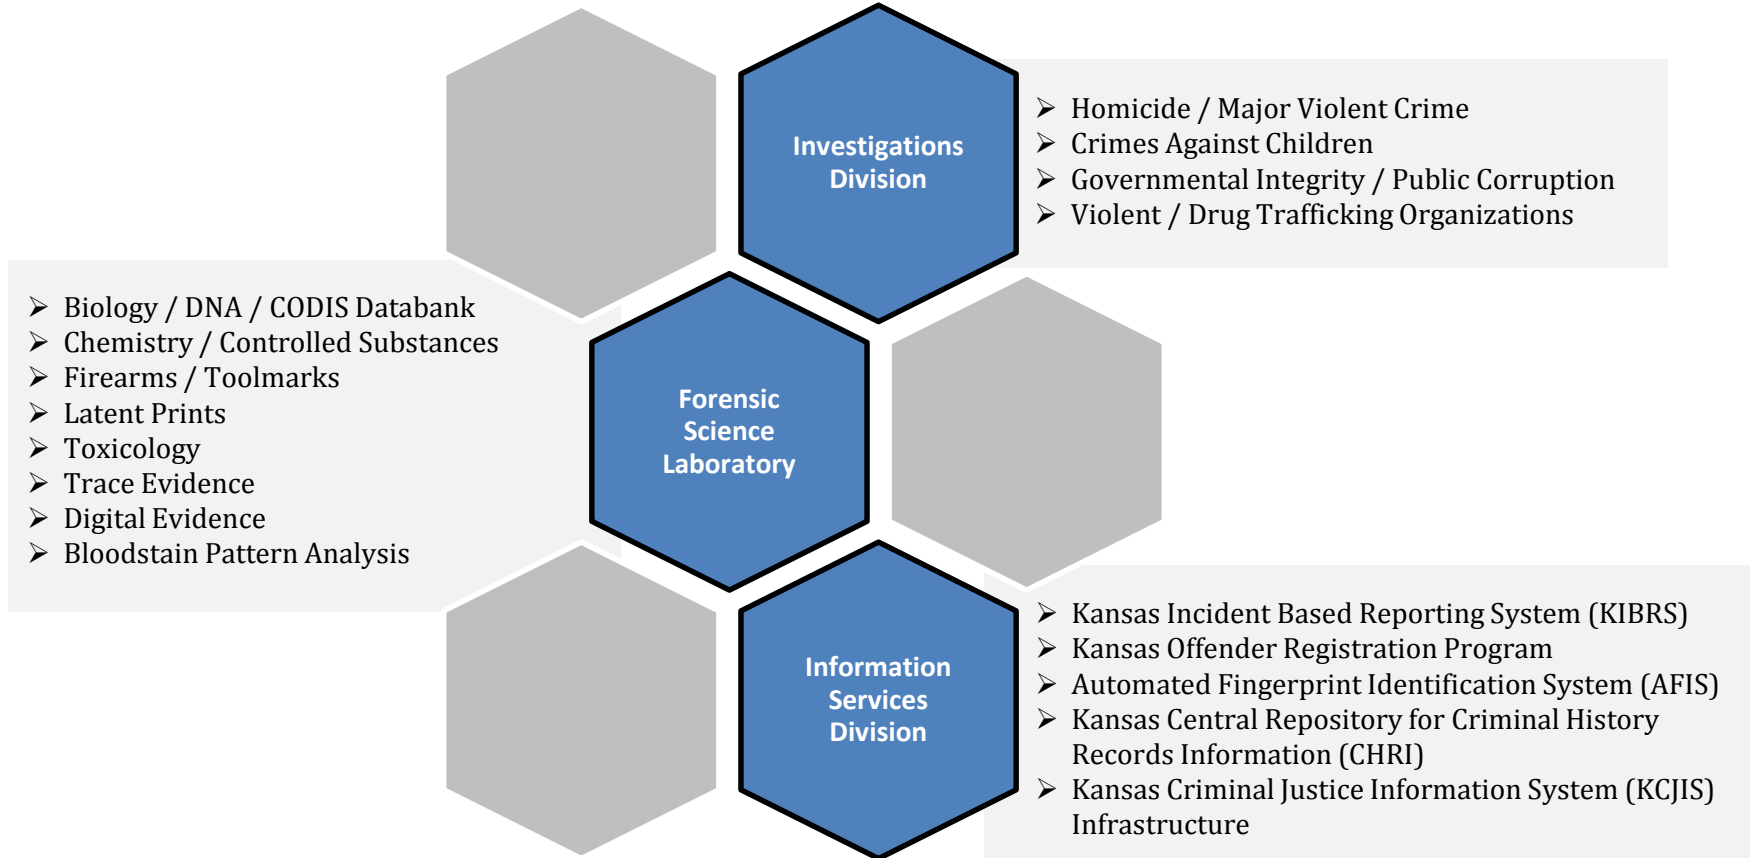 Investigations
Division
➢ Homicide / Major Violent Crime
➢ Crimes Against Children
➢ Governmental Integrity / Public Corruption
➢ Violent / Drug Trafficking Organizations
➢ Biology / DNA / CODIS Databank
➢ Chemistry / Controlled Substances
➢ Firearms / Toolmarks
➢ Latent Prints
➢ Toxicology
➢ Trace Evidence
➢ Digital Evidence
➢ Bloodstain Pattern Analysis
Forensic
Science
Laboratory
Information
Services
Division
➢ Kansas Incident Based Reporting System (KIBRS)
➢ Kansas Offender Registration Program
➢ Automated Fingerprint Identification System (AFIS)
➢ Kansas Central Repository for Criminal History
Records Information (CHRI)
➢ Kansas Criminal Justice Information System (KCJIS)
Infrastructure